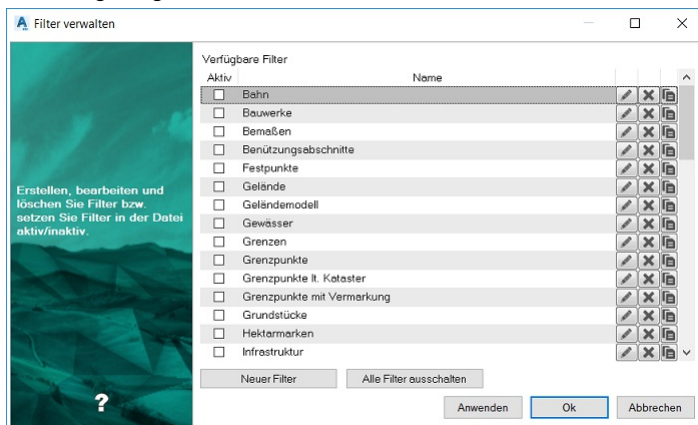 Filter verwalten
Erstellen, bearbeiten und
löschen Sie Filter bzw.
setzen Sie Filter in der Datei
aktiv/inaktiv.
?
Verfügbare Filter
Aktiv Name
Bahn
Bauwerke
Bemaßen
Benützungsabschnitte
Festpunkte
Gelände
Geländemodell
Gewässer
Grenzen
Grenzpunkte
Grenzpunkte lt. Kataster
Grenzpunkte mit Vermarkung
Grundstücke
Hektarmarken
Infrastruktur
Neuer Filter Alle Filter ausschalten
Anwenden Ok Abbrechen